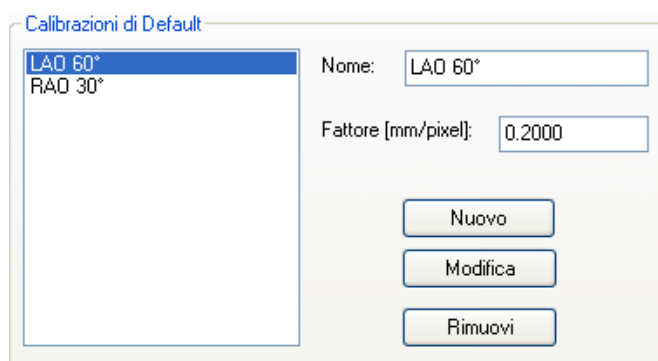 Calibrazioni di Default
LAO 60°
RAO 30°
Nome: LAO 60°
Fattore [mm/pixel]: 0.2000
Nuovo
Modifica
Rimuovi